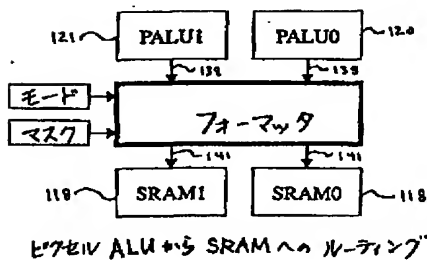 121 PALU1 PALU0 120
139 139
モード
マスク
フォーマッタ
141 141
118 SRAM1 SRAM0 118
ピクセル ALU から SRAM への ルーティング